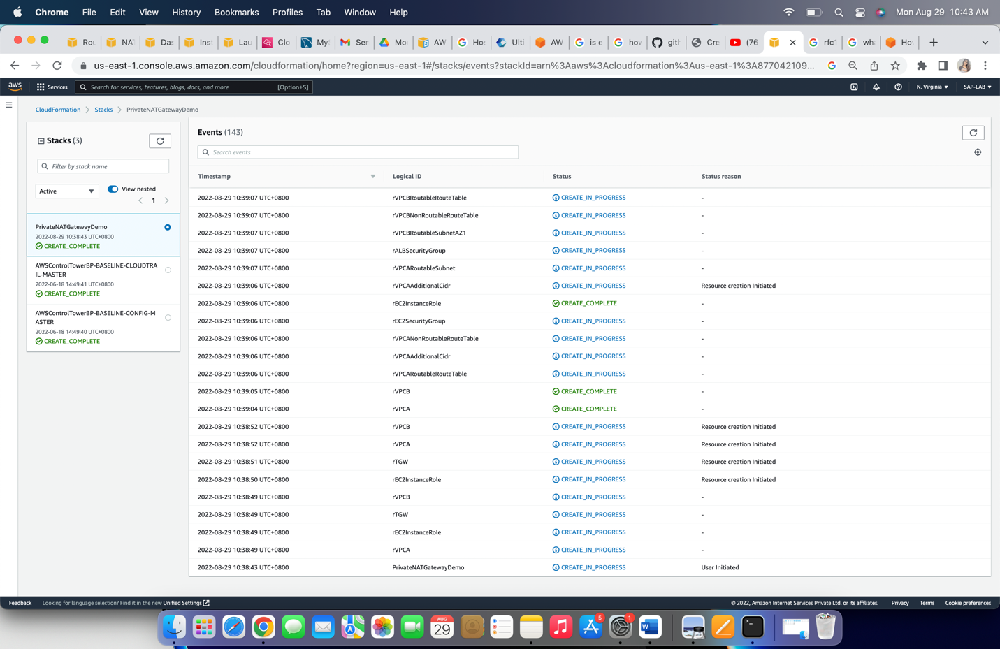 Chrome File Edit View History Bookmarks Profiles Tab Window Help Mon Aug 29 10:43 AM
Rou NAT Das Inst Lau Clo My Ser Mo AW Hos Ulti AW is e how gith Cre (76 rfc1 wha Ho
us-east-1.console.aws.amazon.com/cloudformation/home?region=us-east-1#/stacks/events?stackId=arn%3Aaws%3Acloudformation%3Aus-east-1%3A877042109...
aws Services Search for services, features, blogs, docs, and more [Option+S] N. Virginia SAP-LAB
CloudFormation Stacks PrivateNATGatewayDemo
Stacks (3)
Filter by stack name
Active View nested
1
PrivateNATGatewayDemo
2022-08-29 10:38:43 UTC+0800
CREATE_COMPLETE
AWSControlTowerBP-BASELINE-CLOUDTRA
IL-MASTER
2022-06-18 14:49:41 UTC+0800
CREATE_COMPLETE
AWSControlTowerBP-BASELINE-CONFIG-M
ASTER
2022-06-18 14:49:40 UTC+0800
CREATE_COMPLETE
Events (143)
Search events
Timestamp Logical ID Status Status reason
2022-08-29 10:39:07 UTC+0800 rVPCBRoutableRouteTable CREATE_IN_PROGRESS -
2022-08-29 10:39:07 UTC+0800 rVPCBNonRoutableRouteTable CREATE_IN_PROGRESS -
2022-08-29 10:39:07 UTC+0800 rVPCBRoutableSubnetAZ1 CREATE_IN_PROGRESS -
2022-08-29 10:39:07 UTC+0800 rALBSecurityGroup CREATE_IN_PROGRESS -
2022-08-29 10:39:07 UTC+0800 rVPCARoutableSubnet CREATE_IN_PROGRESS -
2022-08-29 10:39:06 UTC+0800 rVPCAAdditionalCidr CREATE_IN_PROGRESS Resource creation Initiated
2022-08-29 10:39:06 UTC+0800 rEC2InstanceRole CREATE_COMPLETE -
2022-08-29 10:39:06 UTC+0800 rEC2SecurityGroup CREATE_IN_PROGRESS -
2022-08-29 10:39:06 UTC+0800 rVPCANonRoutableRouteTable CREATE_IN_PROGRESS -
2022-08-29 10:39:06 UTC+0800 rVPCAAdditionalCidr CREATE_IN_PROGRESS -
2022-08-29 10:39:06 UTC+0800 rVPCARoutableRouteTable CREATE_IN_PROGRESS -
2022-08-29 10:39:05 UTC+0800 rVPCB CREATE_COMPLETE -
2022-08-29 10:39:04 UTC+0800 rVPCA CREATE_COMPLETE -
2022-08-29 10:38:52 UTC+0800 rVPCB CREATE_IN_PROGRESS Resource creation Initiated
2022-08-29 10:38:52 UTC+0800 rVPCA CREATE_IN_PROGRESS Resource creation Initiated
2022-08-29 10:38:51 UTC+0800 rTGW CREATE_IN_PROGRESS Resource creation Initiated
2022-08-29 10:38:50 UTC+0800 rEC2InstanceRole CREATE_IN_PROGRESS Resource creation Initiated
2022-08-29 10:38:49 UTC+0800 rVPCB CREATE_IN_PROGRESS -
2022-08-29 10:38:49 UTC+0800 rTGW CREATE_IN_PROGRESS -
2022-08-29 10:38:49 UTC+0800 rEC2InstanceRole CREATE_IN_PROGRESS -
2022-08-29 10:38:49 UTC+0800 rVPCA CREATE_IN_PROGRESS -
2022-08-29 10:38:43 UTC+0800 PrivateNATGatewayDemo CREATE_IN_PROGRESS User Initiated
Feedback Looking for language selection? Find it in the new Unified Settings © 2022, Amazon Internet Services Private Ltd. or its affiliates. Privacy Terms Cookie preferences
AUG
29
5
1
W